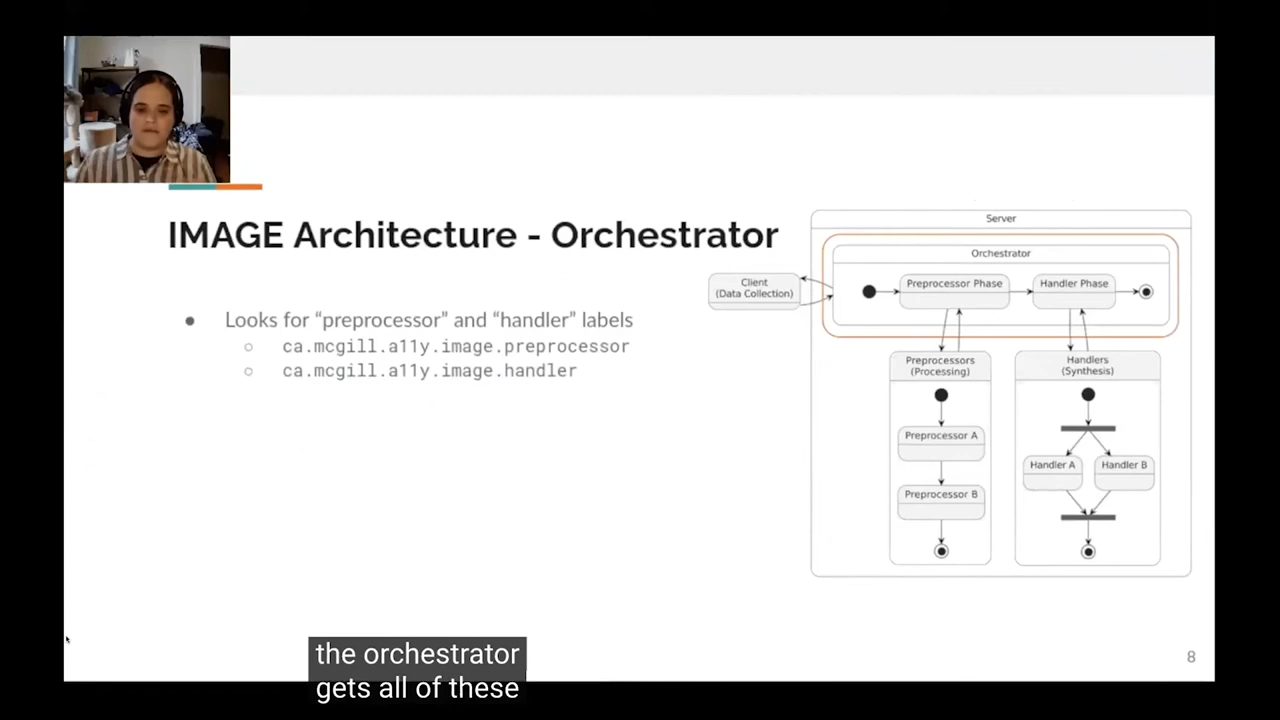 IMAGE Architecture - Orchestrator
● Looks for “preprocessor” and “handler” labels
○ ca.mcgill.a11y.image.preprocessor
○ ca.mcgill.a11y.image.handler
Server
Orchestrator
Client
(Data Collection)
Preprocessor Phase
Handler Phase
Preprocessors
(Processing)
Preprocessor A
Preprocessor B
Handlers
(Synthesis)
Handler A
Handler B
the orchestrator
gets all of these
8